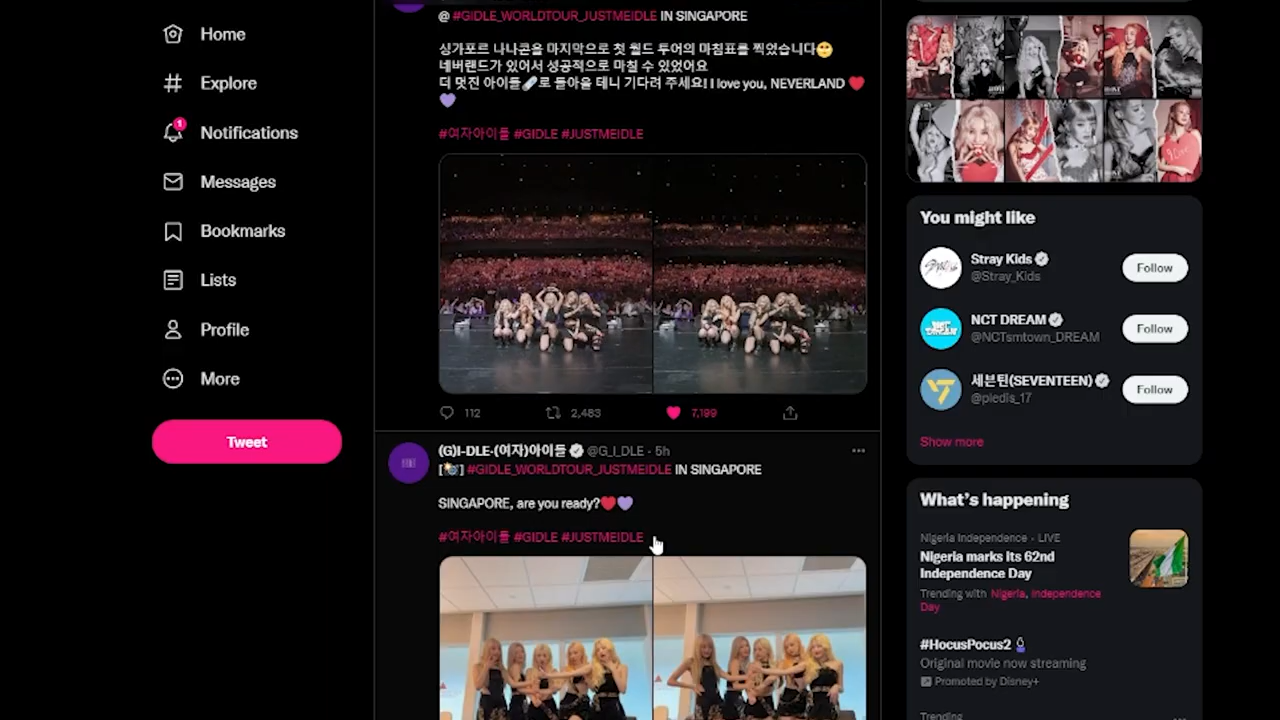 Home
Explore
1
Notifications
Messages
Bookmarks
Lists
Profile
More
Tweet
@ #GIDLE_WORLDTOUR_JUSTMEIDLE IN SINGAPORE
싱가포르 나나콘을 마지막으로 첫 월드 투어의 마침표를 찍었습니다🥹
네버랜드가 있어서 성공적으로 마칠 수 있었어요
더 멋진 아이들🩹로 돌아올 테니 기다려 주세요! I love you, NEVERLAND ❤️
💜
#여자아이들 #GIDLE #JUSTMEIDLE
112
2,483
7,199
(G)I-DLE·(여자)아이들 @G_I_DLE · 5h
[📸] #GIDLE_WORLDTOUR_JUSTMEIDLE IN SINGAPORE
SINGAPORE, are you ready?❤️💜
#여자아이들 #GIDLE #JUSTMEIDLE
You might like
Stray Kids
@Stray_Kids
Follow
NCT DREAM
@NCTsmtown_DREAM
Follow
세븐틴(SEVENTEEN)
@pledis_17
Follow
Show more
What's happening
Nigeria Independence · LIVE
Nigeria marks its 62nd
Independence Day
Trending with Nigeria, Independence
Day
#HocusPocus2
Original movie now streaming
Promoted by Disney+
Trending